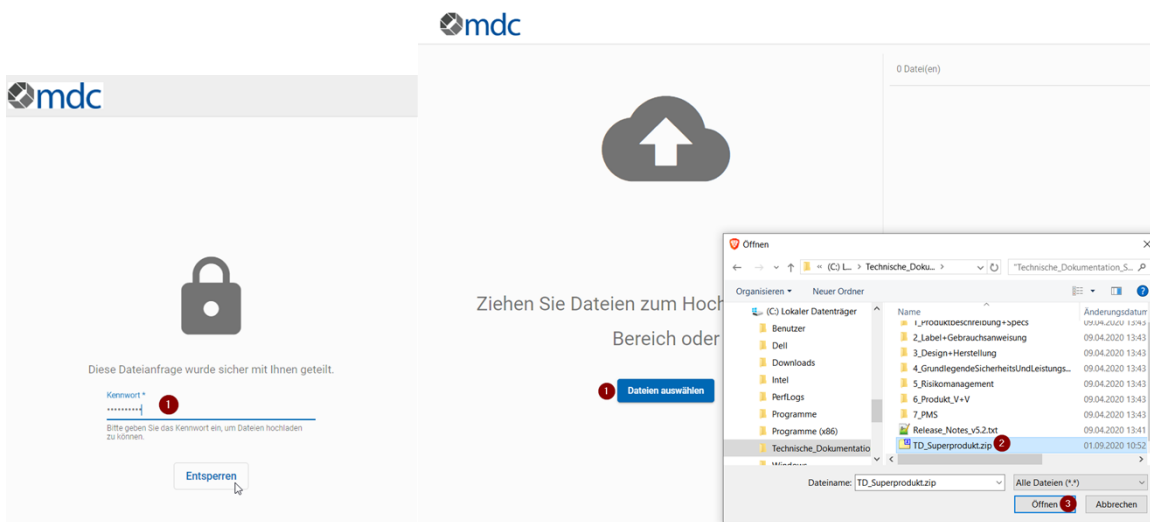 mdc
Diese Dateianfrage wurde sicher mit Ihnen geteilt.
Kennwort *
1
Bitte geben Sie das Kennwort ein, um Dateien hochladen
zu können.
Entsperren
mdc
0 Datei(en)
Ziehen Sie Dateien zum Hoch
Bereich oder
1
Dateien auswählen
Öffnen
« (C:) L... > Technische_Doku... >
"Technische_Dokumentation_S...
Organisieren
Neuer Ordner
(C:) Lokaler Datenträger
Benutzer
Dell
Downloads
Intel
PerfLogs
Programme
Programme (x86)
Technische_Dokumentatio
Windows
Name
Änderungsdatum
1_Produktbeschreibung+Specs 09.04.2020 13:43
2_Label+Gebrauchsanweisung 09.04.2020 13:43
3_Design+Herstellung 09.04.2020 13:43
4_GrundlegendeSicherheitsUndLeistungs... 09.04.2020 13:43
5_Risikomanagement 09.04.2020 13:43
6_Produkt_V+V 09.04.2020 13:43
7_PMS 09.04.2020 13:43
Release_Notes_v5.2.txt 09.04.2020 13:41
TD_Superprodukt.zip 2 01.09.2020 10:52
Dateiname: TD_Superprodukt.zip
Alle Dateien (*.*)
Öffnen 3
Abbrechen